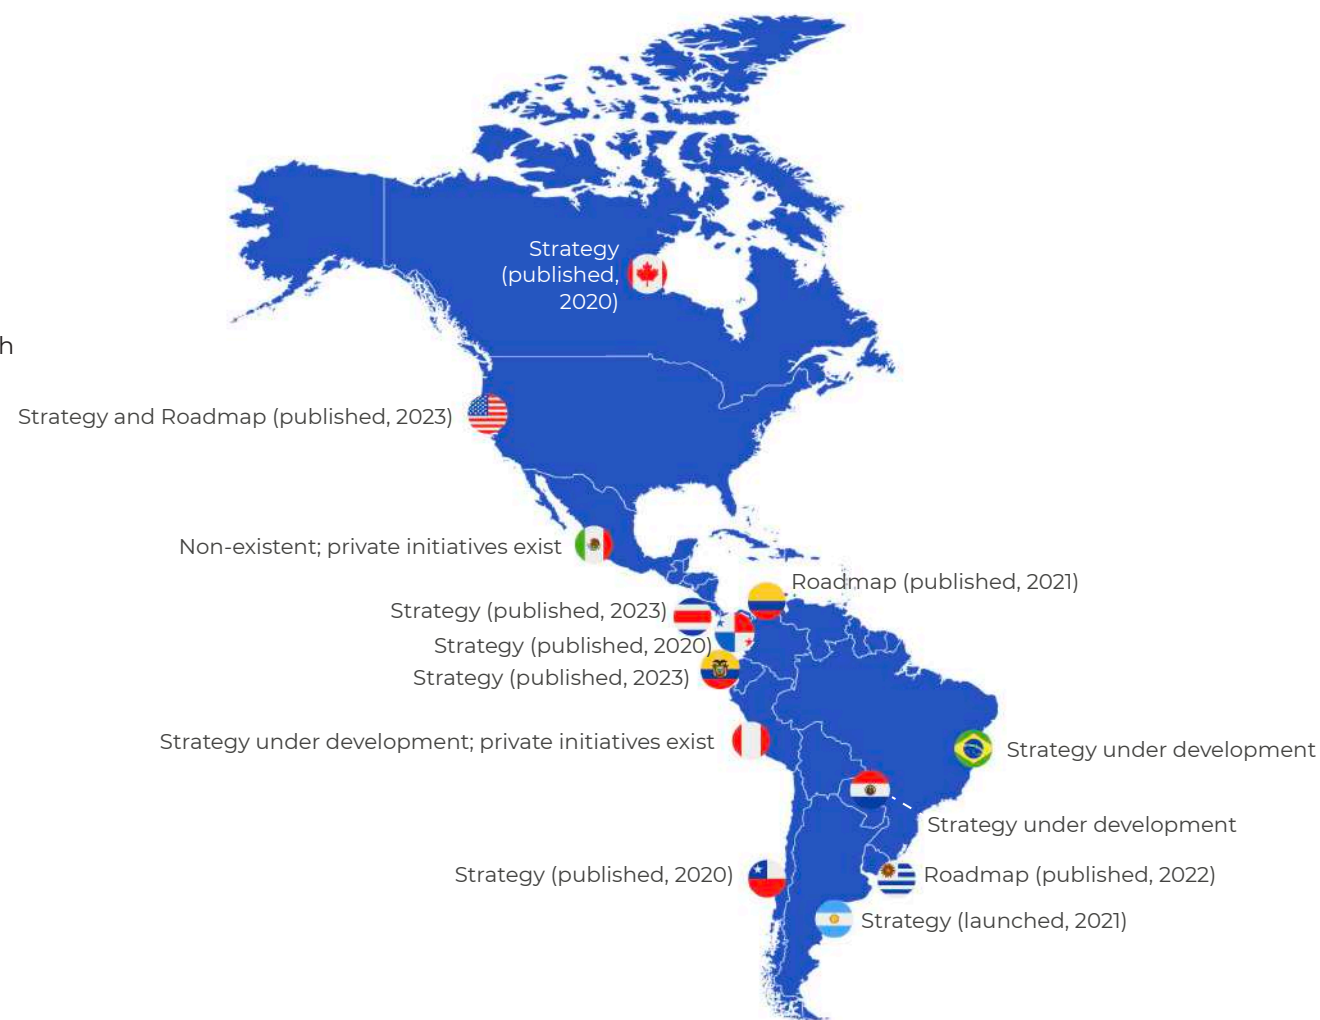 Strategy
(published,
2020)
h
Strategy and Roadmap (published, 2023)
Non-existent; private initiatives exist
Roadmap (published, 2021)
Strategy (published, 2023)
Strategy (published, 2020)
Strategy (published, 2023)
Strategy under development; private initiatives exist
Strategy under development
Strategy under development
Strategy (published, 2020)
Roadmap (published, 2022)
Strategy (launched, 2021)